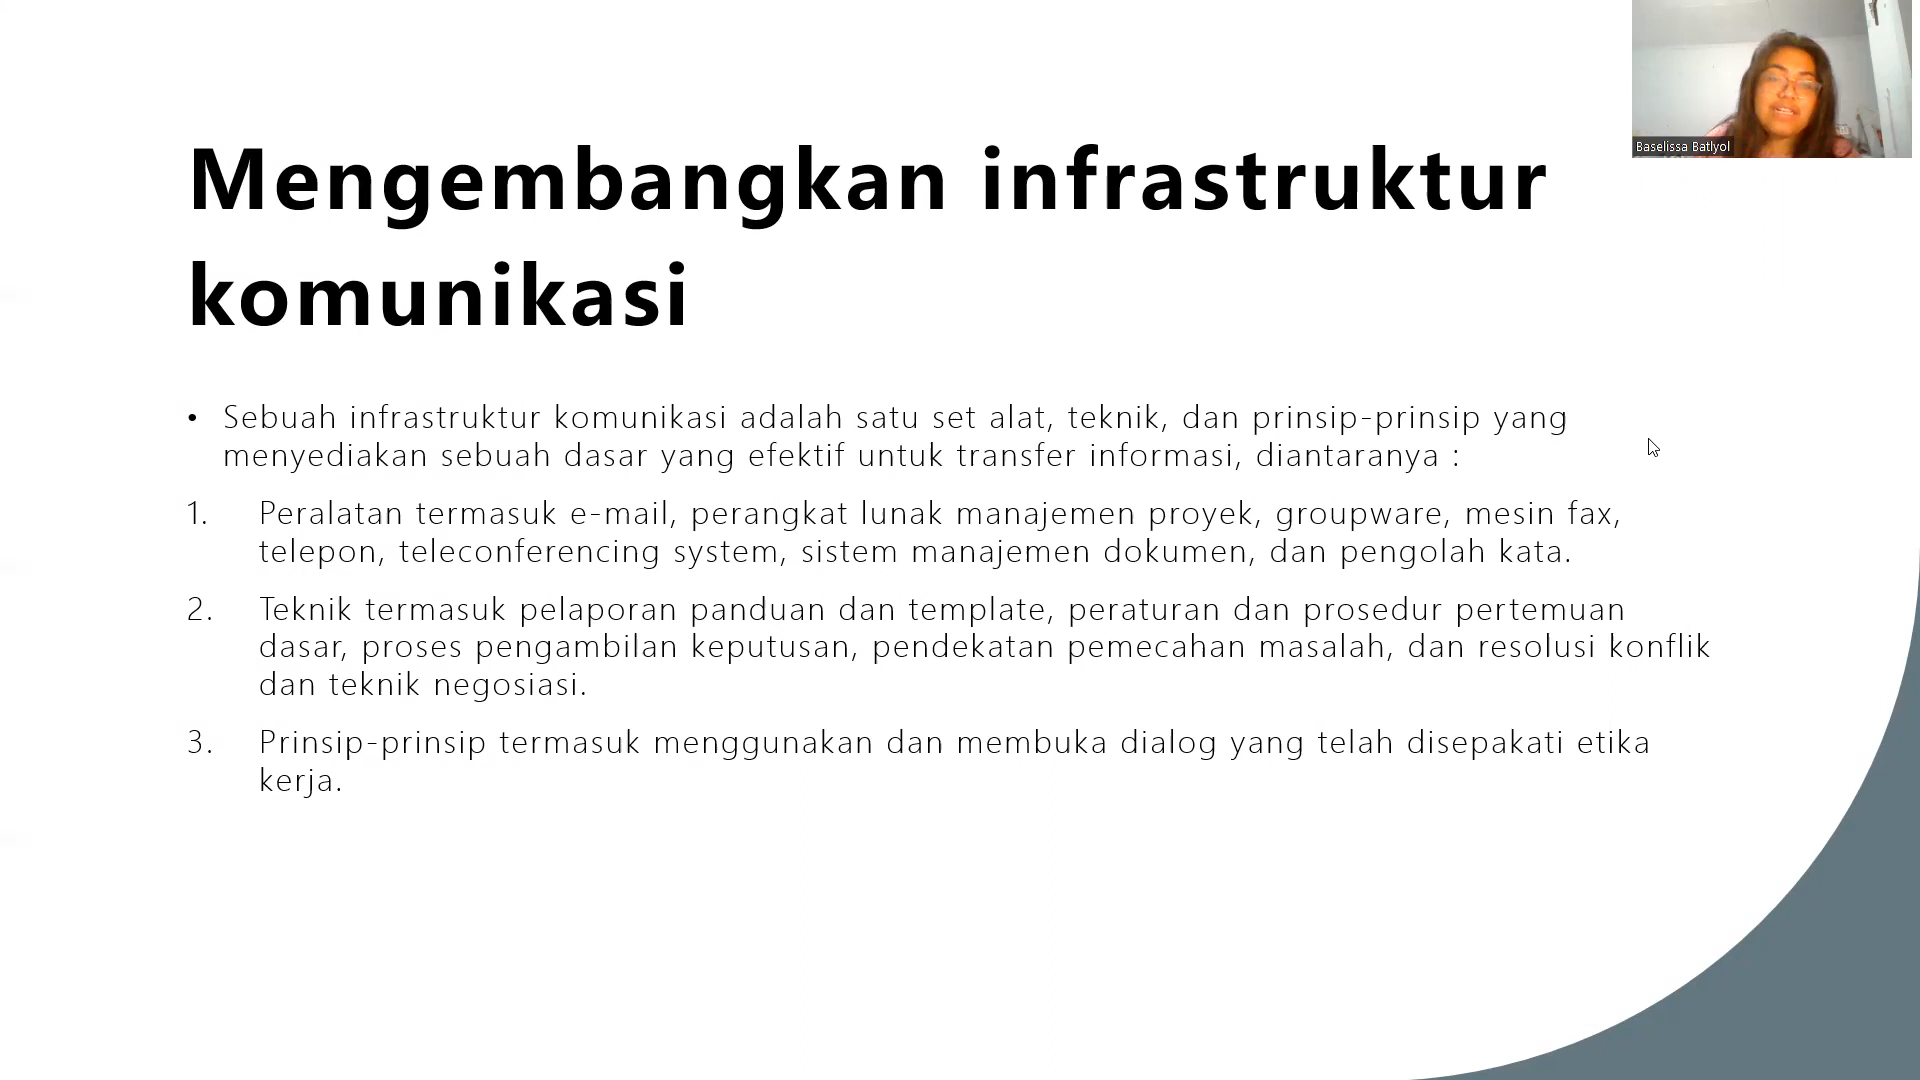 Baselissa Batlyol
Mengembangkan infrastruktur
komunikasi
• Sebuah infrastruktur komunikasi adalah satu set alat, teknik, dan prinsip-prinsip yang
menyediakan sebuah dasar yang efektif untuk transfer informasi, diantaranya :
1. Peralatan termasuk e-mail, perangkat lunak manajemen proyek, groupware, mesin fax,
telepon, teleconferencing system, sistem manajemen dokumen, dan pengolah kata.
2. Teknik termasuk pelaporan panduan dan template, peraturan dan prosedur pertemuan
dasar, proses pengambilan keputusan, pendekatan pemecahan masalah, dan resolusi konflik
dan teknik negosiasi.
3. Prinsip-prinsip termasuk menggunakan dan membuka dialog yang telah disepakati etika
kerja.